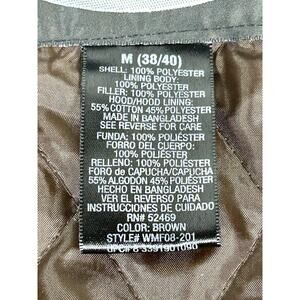 M (38/40)
SHELL: 100% POLYESTER
LINING BODY:
100% POLYESTER
FILLER: 100% POLYESTER
HOOD/HOOD LINING:
55% COTTON 45% POLYESTER
MADE IN BANGLADESH
SEE REVERSE FOR CARE
FUNDA: 100% POLIÉSTER
FORRO DEL CUERPO:
100% POLIÉSTER
RELLENO: 100% POLIÉSTER
FORO de CAPUCHA/CAPUCHA
55% ALGODÓN 45% POLIÉSTER
HECHO EN BANGLADESH
VER EL REVERSO PARA
INSTRUCCIONES DE CUIDADO
RN# 52469
COLOR: BROWN
STYLE# WMF08-201
UPC# 8 3391901090